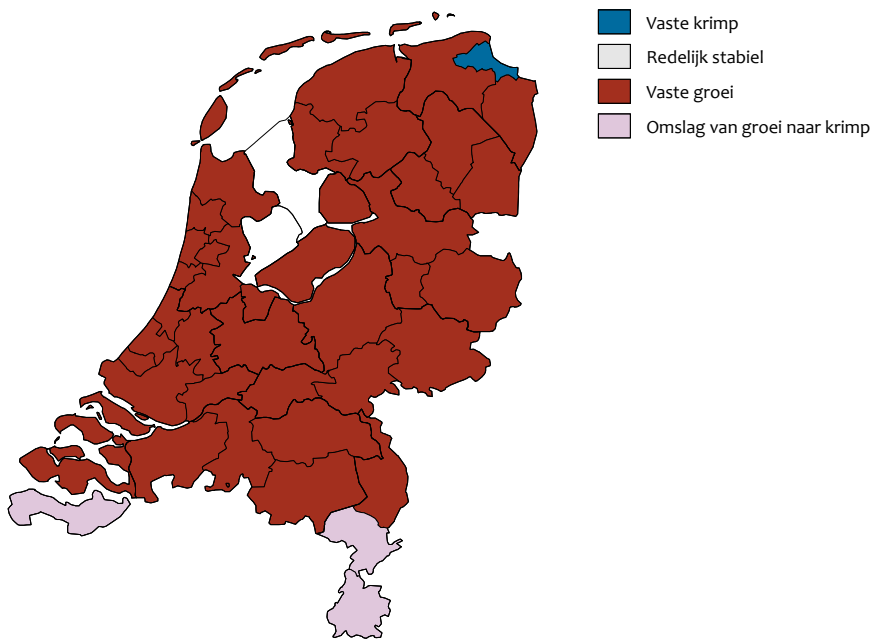 Vaste krimp
Redelijk stabiel
Vaste groei
Omslag van groei naar krimp